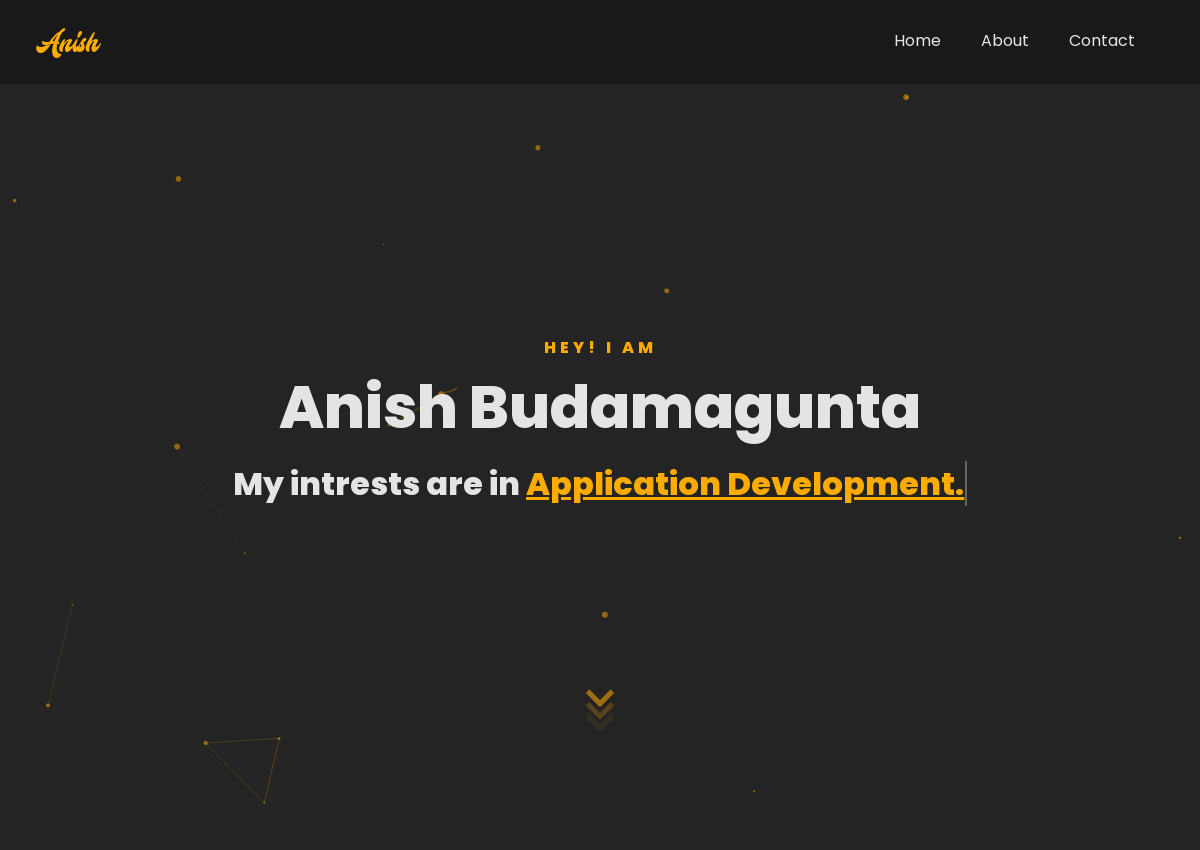 Anish
Home About Contact
HEY! I AM
Anish Budamagunta
My intrests are in Application Development.